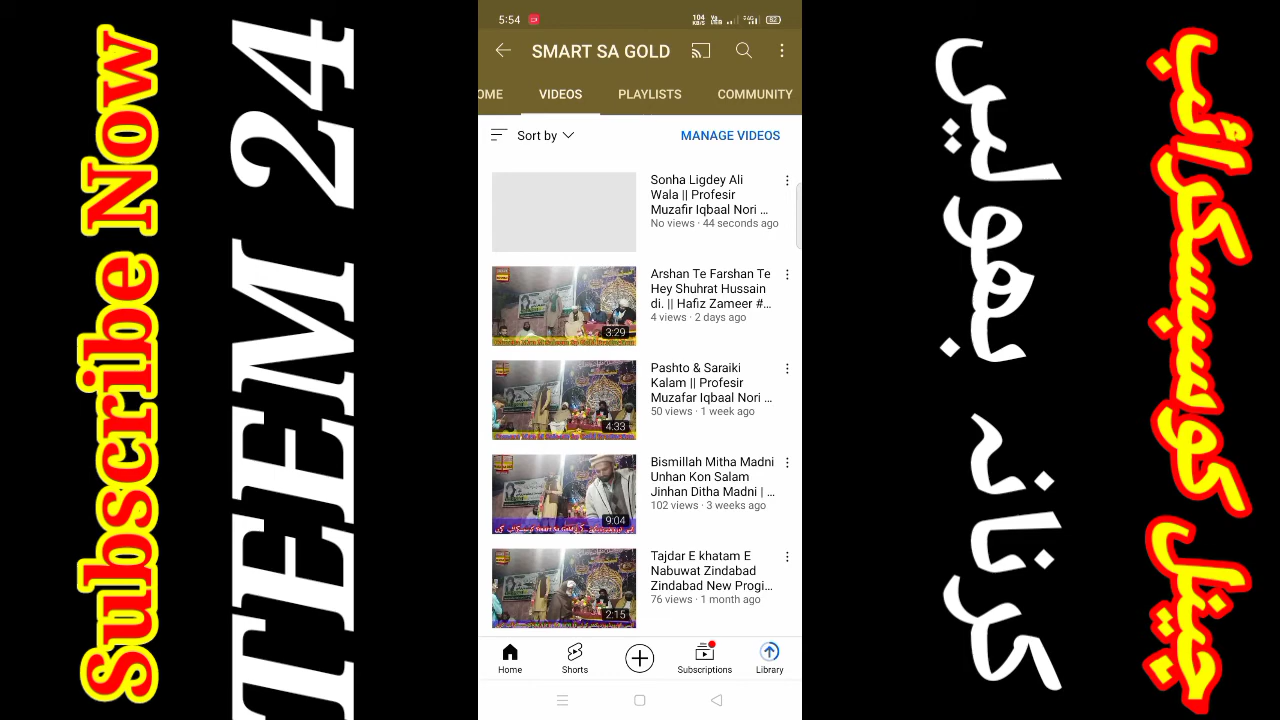 Subscribe Now
ITEM 24
5:54
104 KB/S
52
SMART SA GOLD
OME
VIDEOS
PLAYLISTS
COMMUNITY
Sort by
MANAGE VIDEOS
Sonha Ligdey Ali
Wala || Profesir
Muzafir Iqbaal Nori ...
No views · 44 seconds ago
Arshan Te Farshan Te
Hey Shuhrat Hussain
di. || Hafiz Zameer #...
4 views · 2 days ago
3:29
Pashto & Saraiki
Kalam || Profesir
Muzafar Iqbaal Nori ...
50 views · 1 week ago
4:33
Bismillah Mitha Madni
Unhan Kon Salam
Jinhan Ditha Madni | ...
102 views · 3 weeks ago
9:04
Tajdar E khatam E
Nabuwat Zindabad
Zindabad New Progi...
76 views · 1 month ago
2:15
Home
Shorts
Subscriptions
Library
چینل کو سبسکرائب
کرنا نہ بھولیں